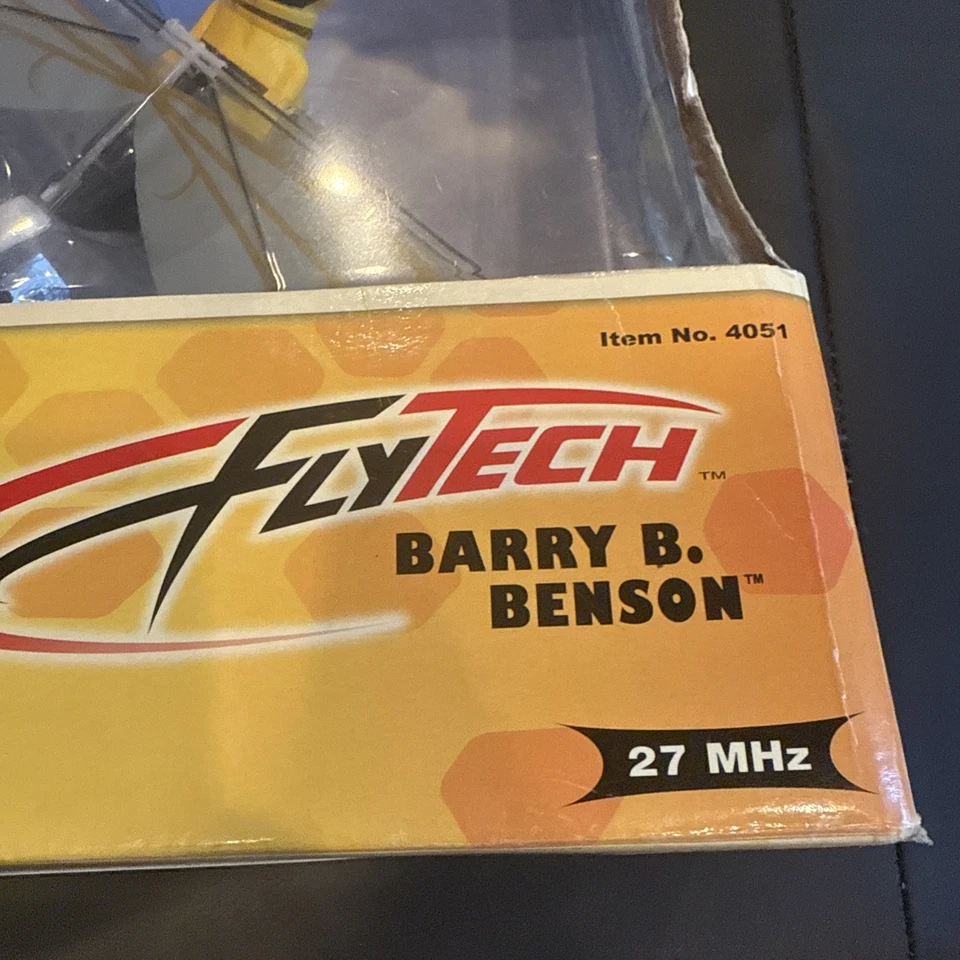 Item No. 4051
FLYTECH™
BARRY B.
BENSON™
27 MHz